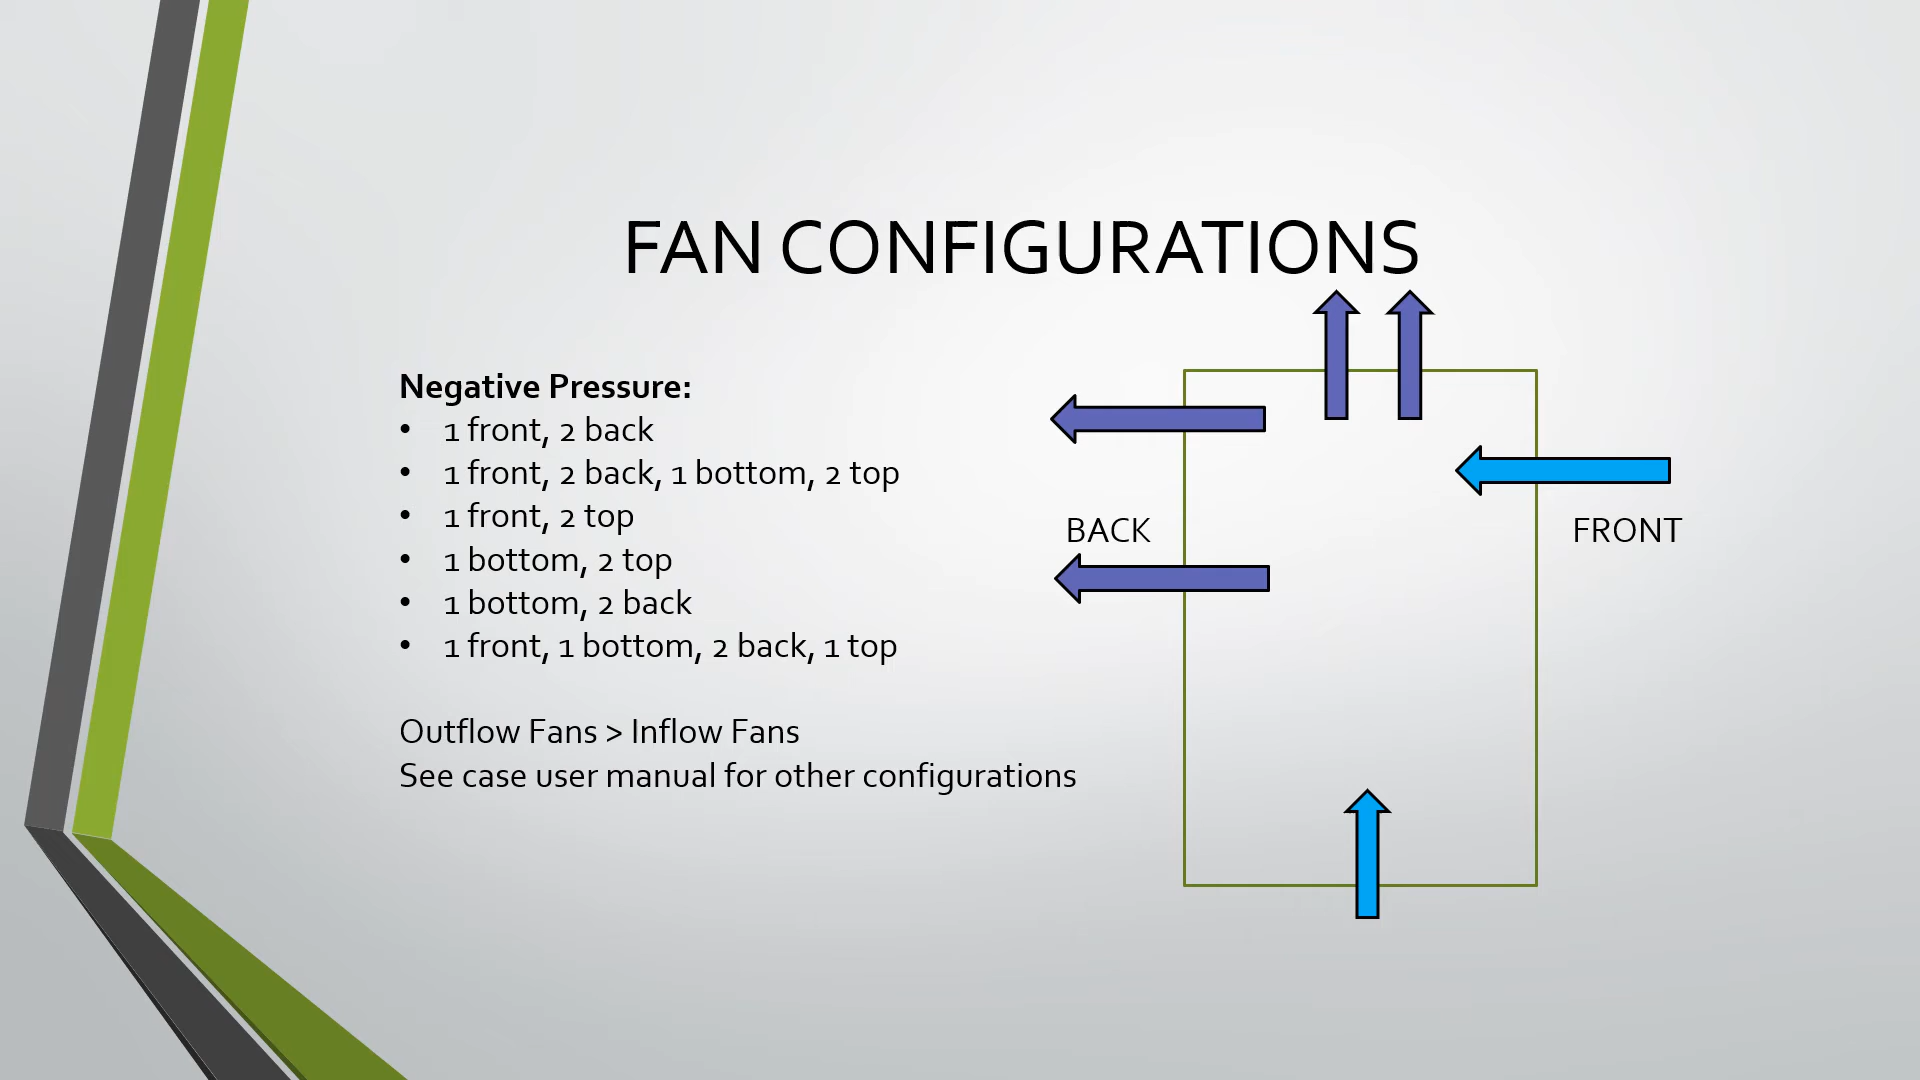 FAN CONFIGURATIONS
Negative Pressure:
• 1 front, 2 back
• 1 front, 2 back, 1 bottom, 2 top
• 1 front, 2 top
• 1 bottom, 2 top
• 1 bottom, 2 back
• 1 front, 1 bottom, 2 back, 1 top
Outflow Fans > Inflow Fans
See case user manual for other configurations
BACK
FRONT